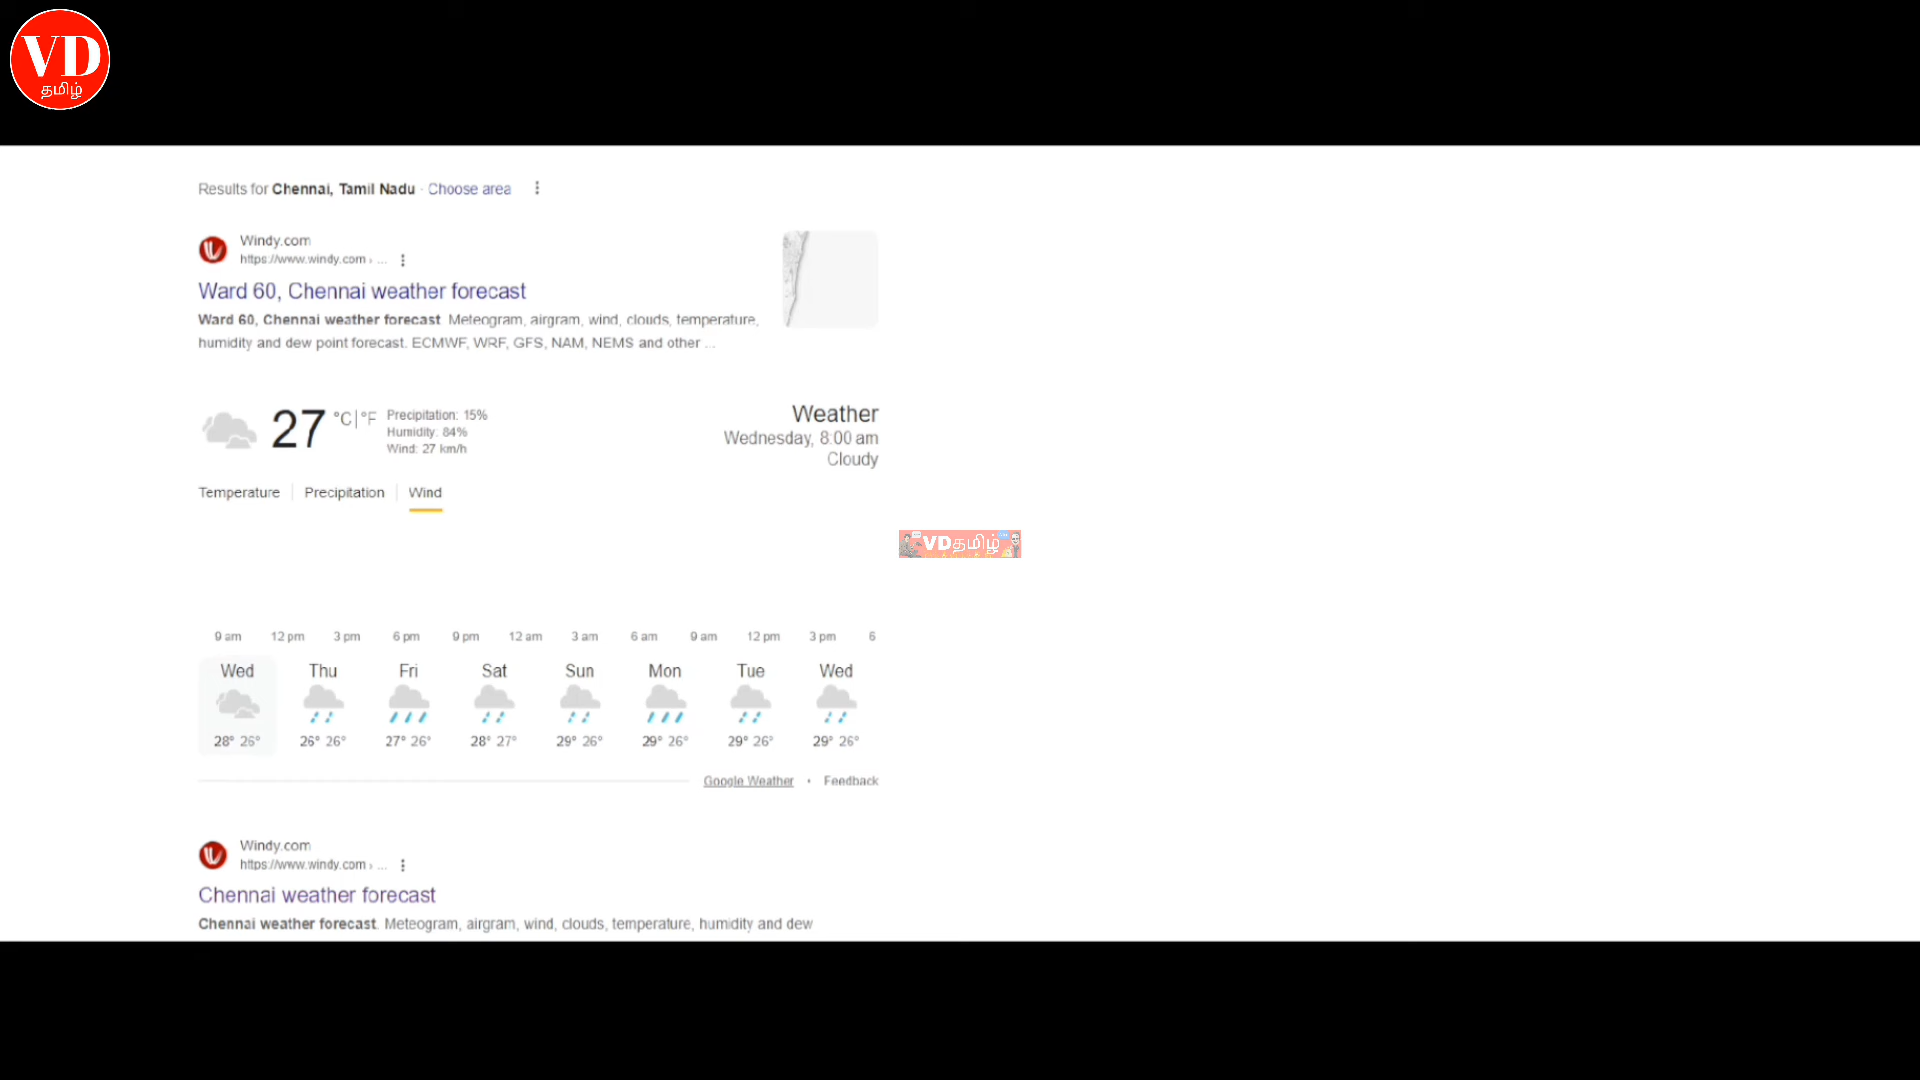 VD
தமிழ்
Results for Chennai, Tamil Nadu · Choose area
Windy.com
https://www.windy.com › ...
Ward 60, Chennai weather forecast
Ward 60, Chennai weather forecast. Meteogram, airgram, wind, clouds, temperature,
humidity and dew point forecast. ECMWF, WRF, GFS, NAM, NEMS and other ...
27 °C | °F
Precipitation: 15%
Humidity: 84%
Wind: 27 km/h
Weather
Wednesday, 8:00 am
Cloudy
Temperature Precipitation Wind
VDதமிழ்
9 am 12 pm 3 pm 6 pm 9 pm 12 am 3 am 6 am 9 am 12 pm 3 pm 6
Wed Thu Fri Sat Sun Mon Tue Wed
28° 26° 26° 26° 27° 26° 28° 27° 29° 26° 29° 26° 29° 26° 29° 26°
Google Weather • Feedback
Windy.com
https://www.windy.com › ...
Chennai weather forecast
Chennai weather forecast. Meteogram, airgram, wind, clouds, temperature, humidity and dew